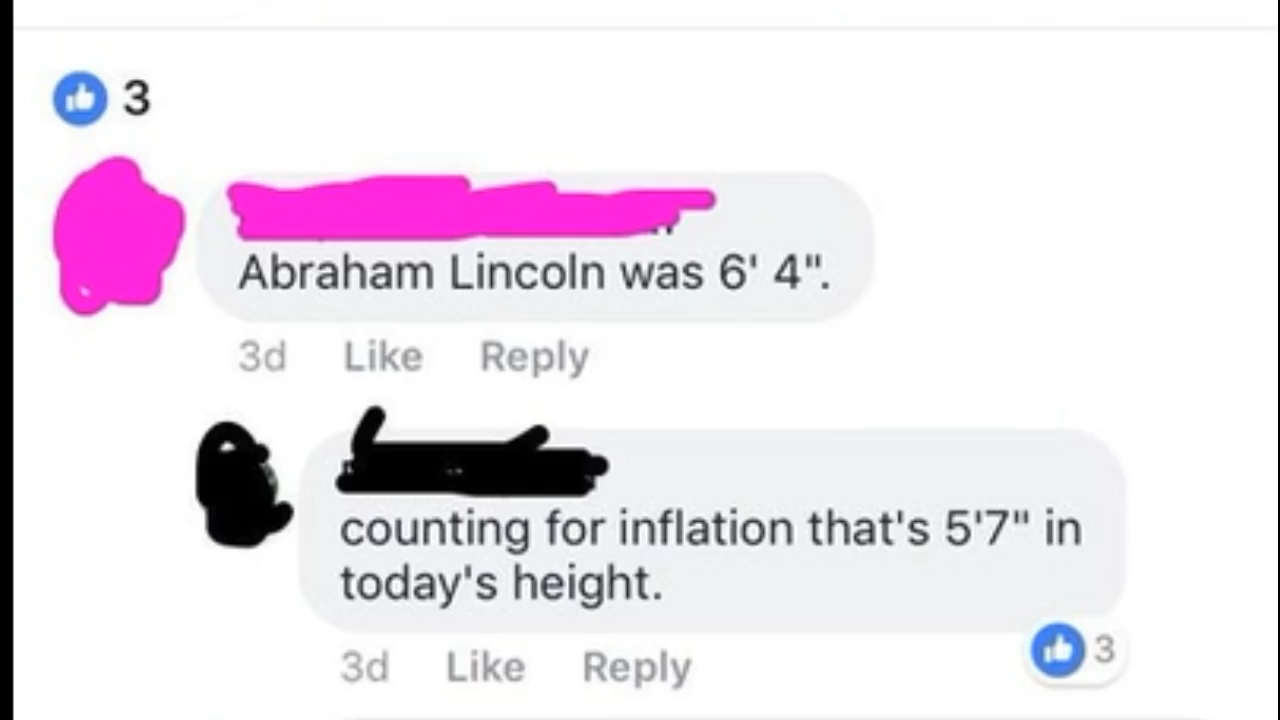 3
Abraham Lincoln was 6' 4".
3d Like Reply
counting for inflation that's 5'7" in
today's height.
3d Like Reply 3